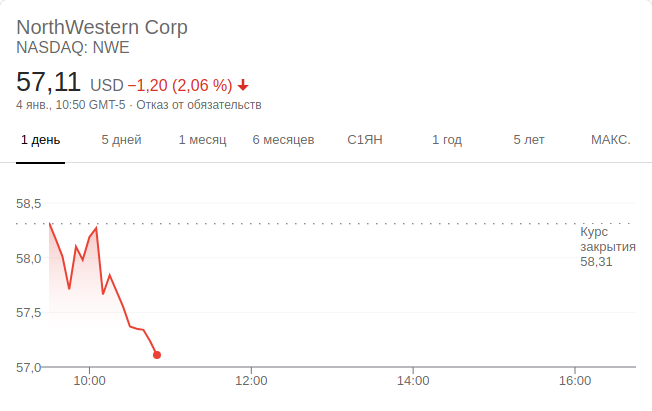 NorthWestern Corp
NASDAQ: NWE
57,11 USD −1,20 (2,06 %)
4 янв., 10:50 GMT-5 · Отказ от обязательств
1 день 5 дней 1 месяц 6 месяцев С1ЯН 1 год 5 лет МАКС.
58,5
Курс
закрытия
58,31
58,0
57,5
57,0
10:00 12:00 14:00 16:00